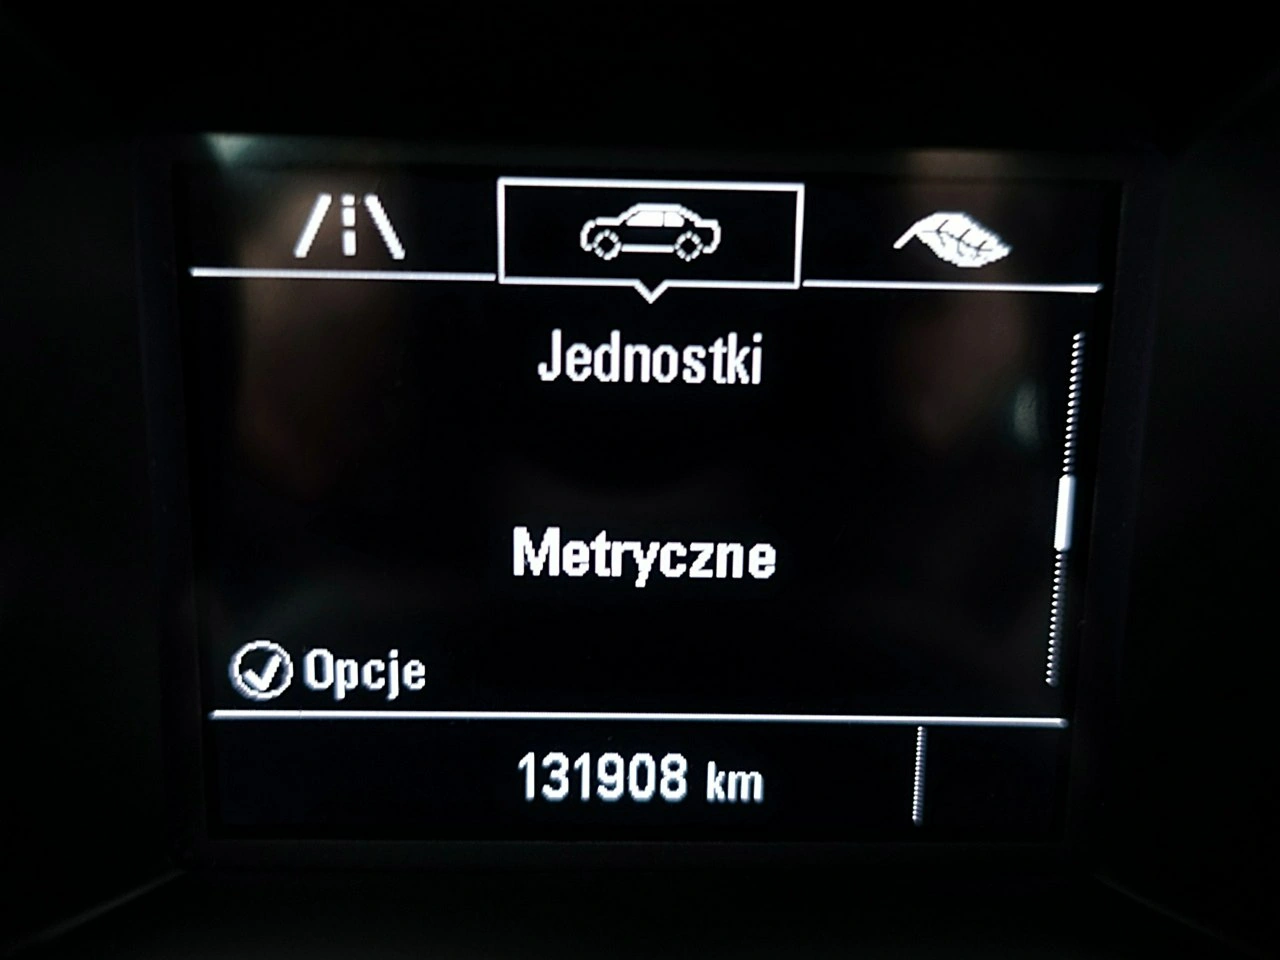 Jednostki
Metryczne
Opcje
131908 km